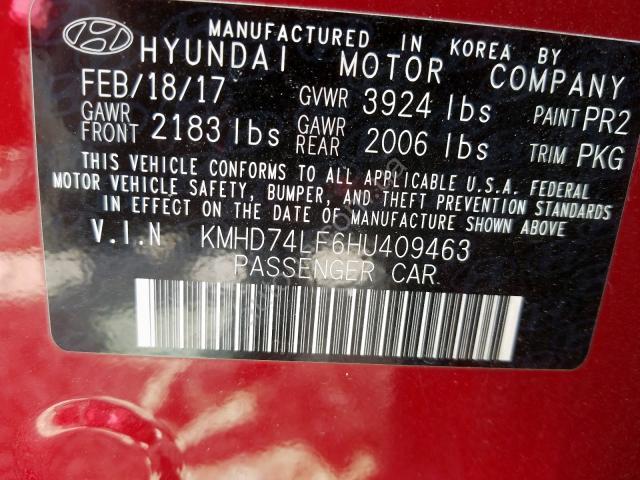 MANUFACTURED IN KOREA BY
HYUNDAI MOTOR COMPANY
FEB/18/17 GVWR 3924 lbs PAINT PR2
GAWR FRONT 2183 lbs GAWR REAR 2006 lbs TRIM PKG
THIS VEHICLE CONFORMS TO ALL APPLICABLE U.S.A. FEDERAL
MOTOR VEHICLE SAFETY, BUMPER, AND THEFT PREVENTION STANDARDS
IN EFFECT ON THE DATE OF MANUFACTURE SHOWN ABOVE
V.I.N KMHD74LF6HU409463
PASSENGER CAR